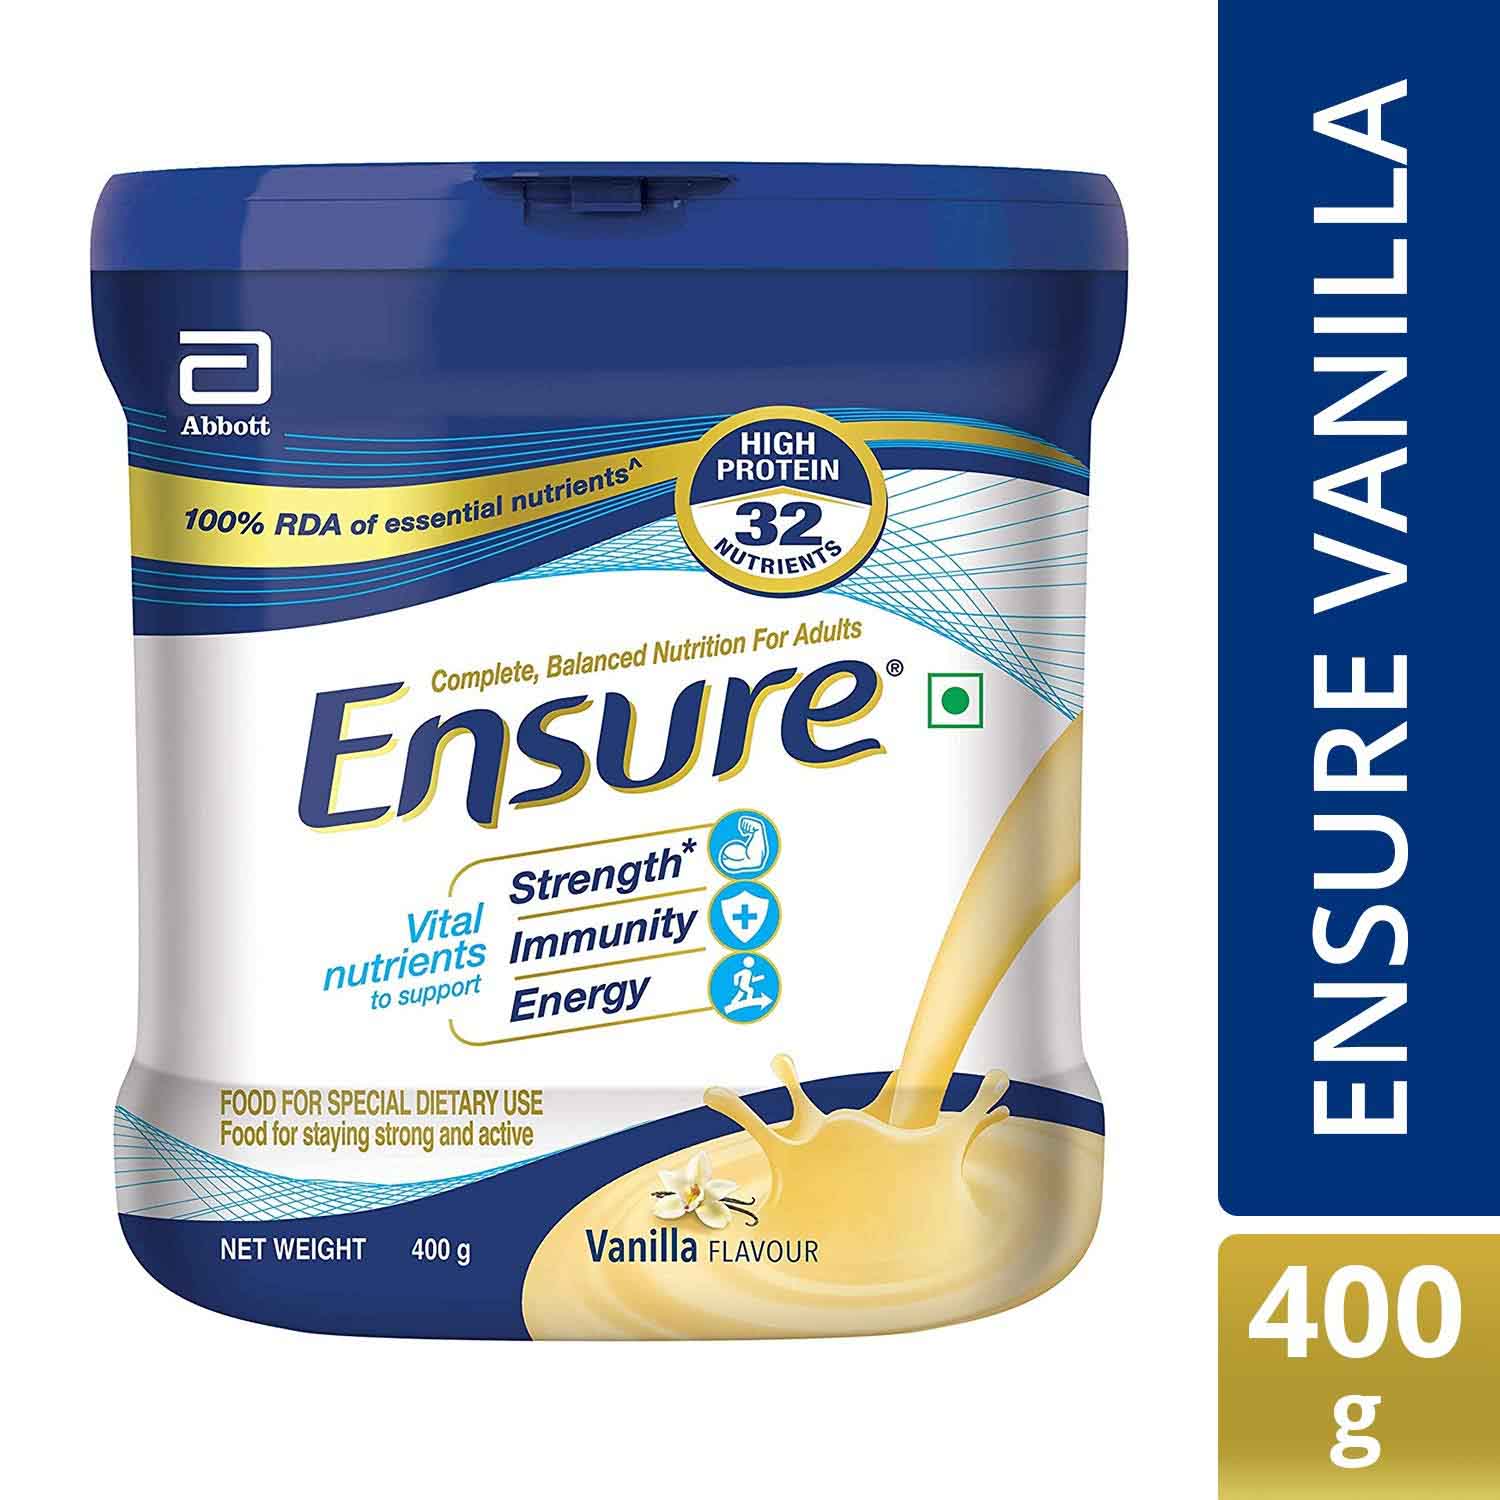 Abbott
100% RDA of essential nutrients^
HIGH
PROTEIN
32
NUTRIENTS
Complete, Balanced Nutrition For Adults
Ensure®
Vital
nutrients
to support
Strength*
Immunity
Energy
FOOD FOR SPECIAL DIETARY USE
Food for staying strong and active
NET WEIGHT 400 g
Vanilla FLAVOUR
ENSURE VANILLA
400
g